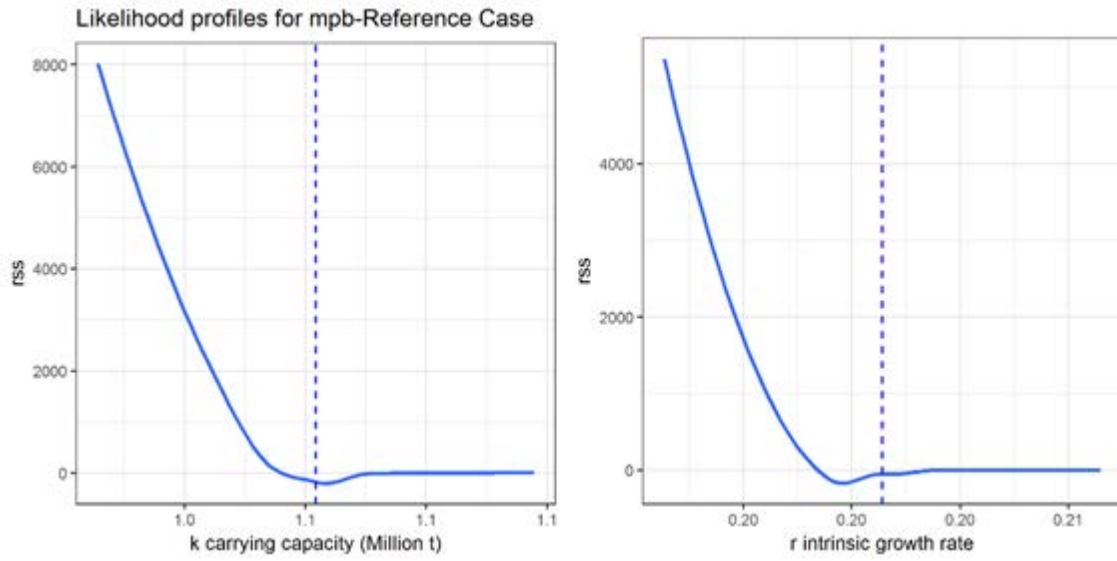 Likelihood profiles for mpb-Reference Case
8000
6000
4000
2000
0
rss
1.0 1.1 1.1 1.1
k carrying capacity (Million t)
4000
2000
0
rss
0.20 0.20 0.20 0.21
r intrinsic growth rate